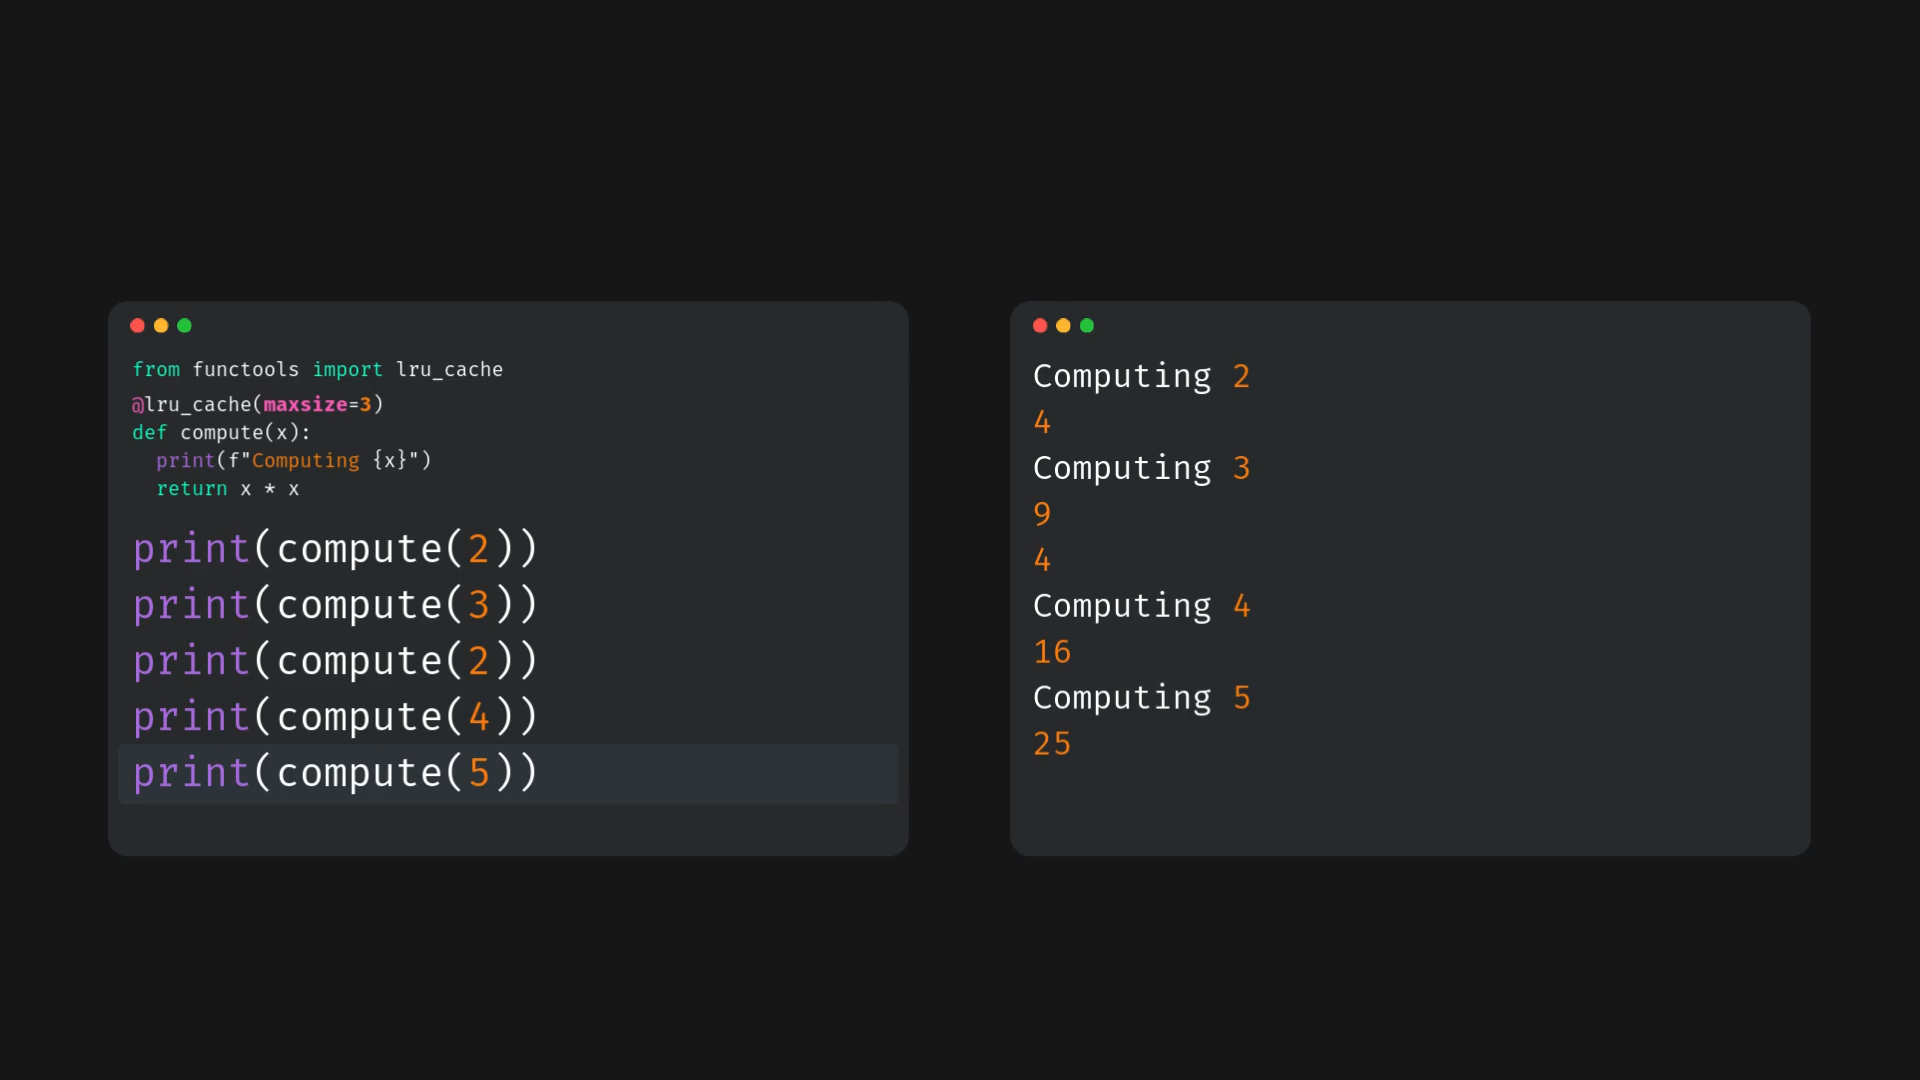 from functools import lru_cache
@lru_cache(maxsize=3)
def compute(x):
  print(f"Computing {x}")
  return x * x
print(compute(2))
print(compute(3))
print(compute(2))
print(compute(4))
print(compute(5))
Computing 2
4
Computing 3
9
4
Computing 4
16
Computing 5
25